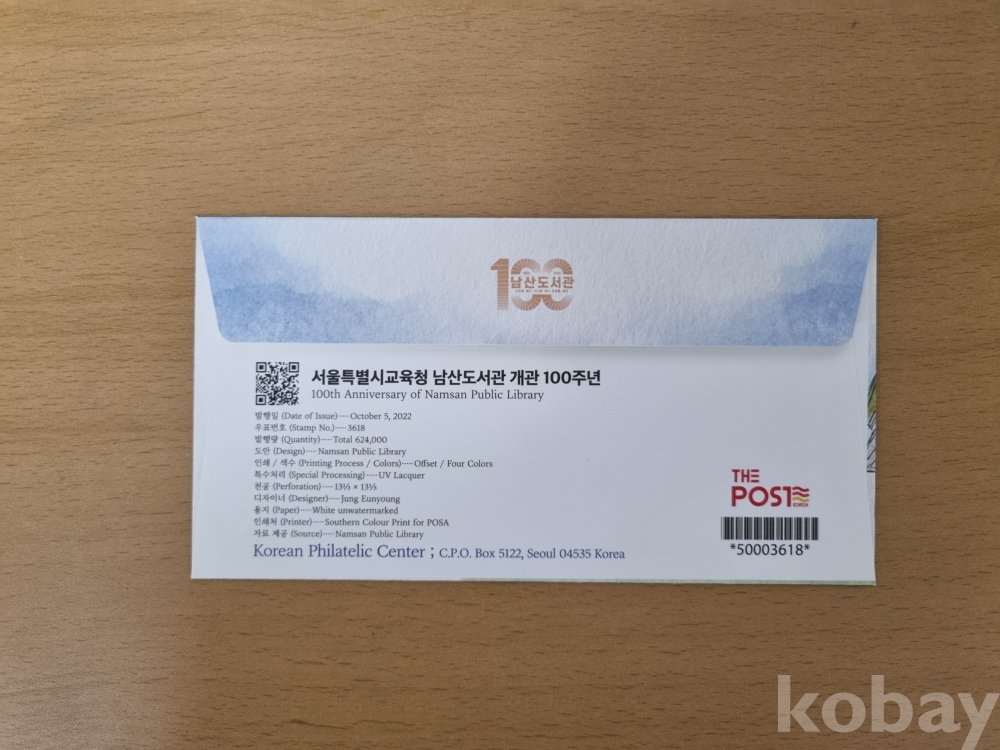 100
남산도서관
서울특별시교육청 남산도서관 개관 100주년
100th Anniversary of Namsan Public Library
발행일 (Date of Issue)·····October 5, 2022
우표번호 (Stamp No.)·····3618
발행량 (Quantity)·····Total 624,000
도안 (Design)·····Namsan Public Library
인쇄 / 색수 (Printing Process / Colors)·····Offset / Four Colors
특수처리 (Special Processing)·····UV Lacquer
천공 (Perforation)·····13⅓ × 13⅓
디자이너 (Designer)·····Jung Eunyoung
용지 (Paper)·····White unwatermarked
인쇄처 (Printer)·····Southern Colour Print for POSA
자료 제공 (Source)·····Namsan Public Library
Korean Philatelic Center ; C.P.O. Box 5122, Seoul 04535 Korea
THE
POST
KOREA
*50003618*
kobay